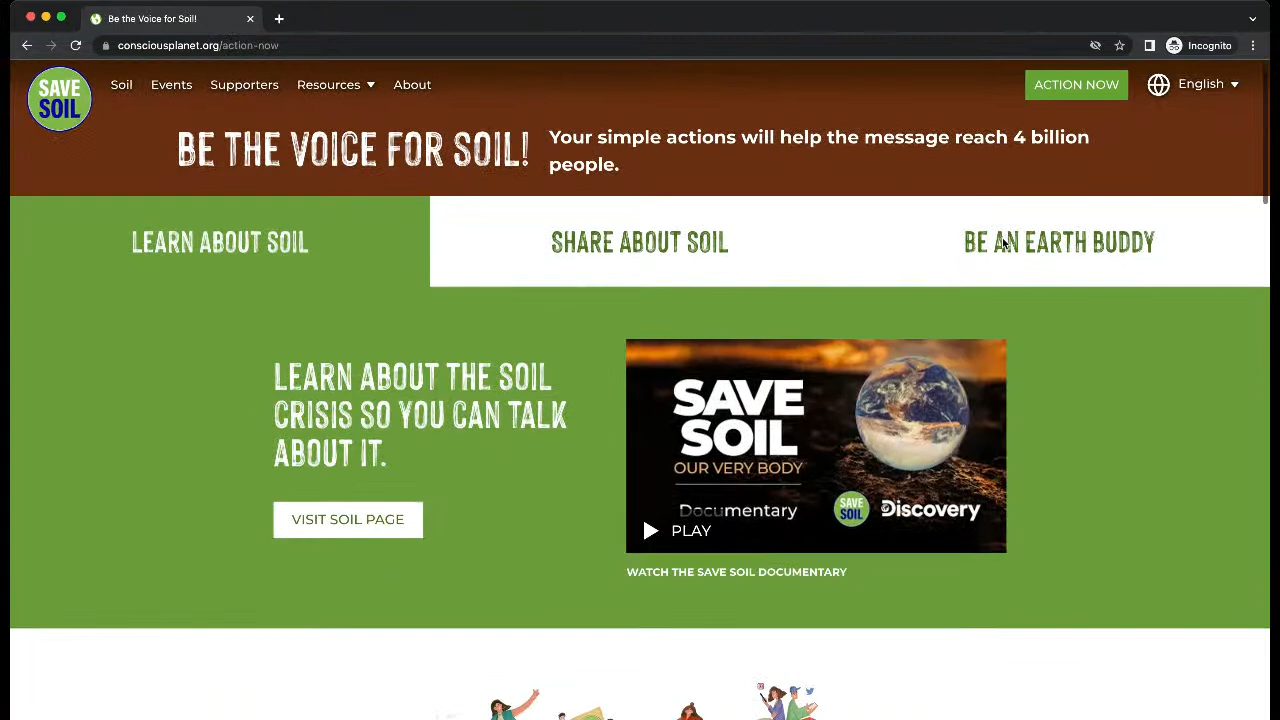 Be the Voice for Soil!
consciousplanet.org/action-now
Incognito
SAVE
SOIL
Soil
Events
Supporters
Resources
About
ACTION NOW
English
BE THE VOICE FOR SOIL!
Your simple actions will help the message reach 4 billion
people.
LEARN ABOUT SOIL
SHARE ABOUT SOIL
BE AN EARTH BUDDY
LEARN ABOUT THE SOIL
CRISIS SO YOU CAN TALK
ABOUT IT.
VISIT SOIL PAGE
SAVE
SOIL
OUR VERY BODY
Documentary
SAVE
SOIL
Discovery
PLAY
WATCH THE SAVE SOIL DOCUMENTARY